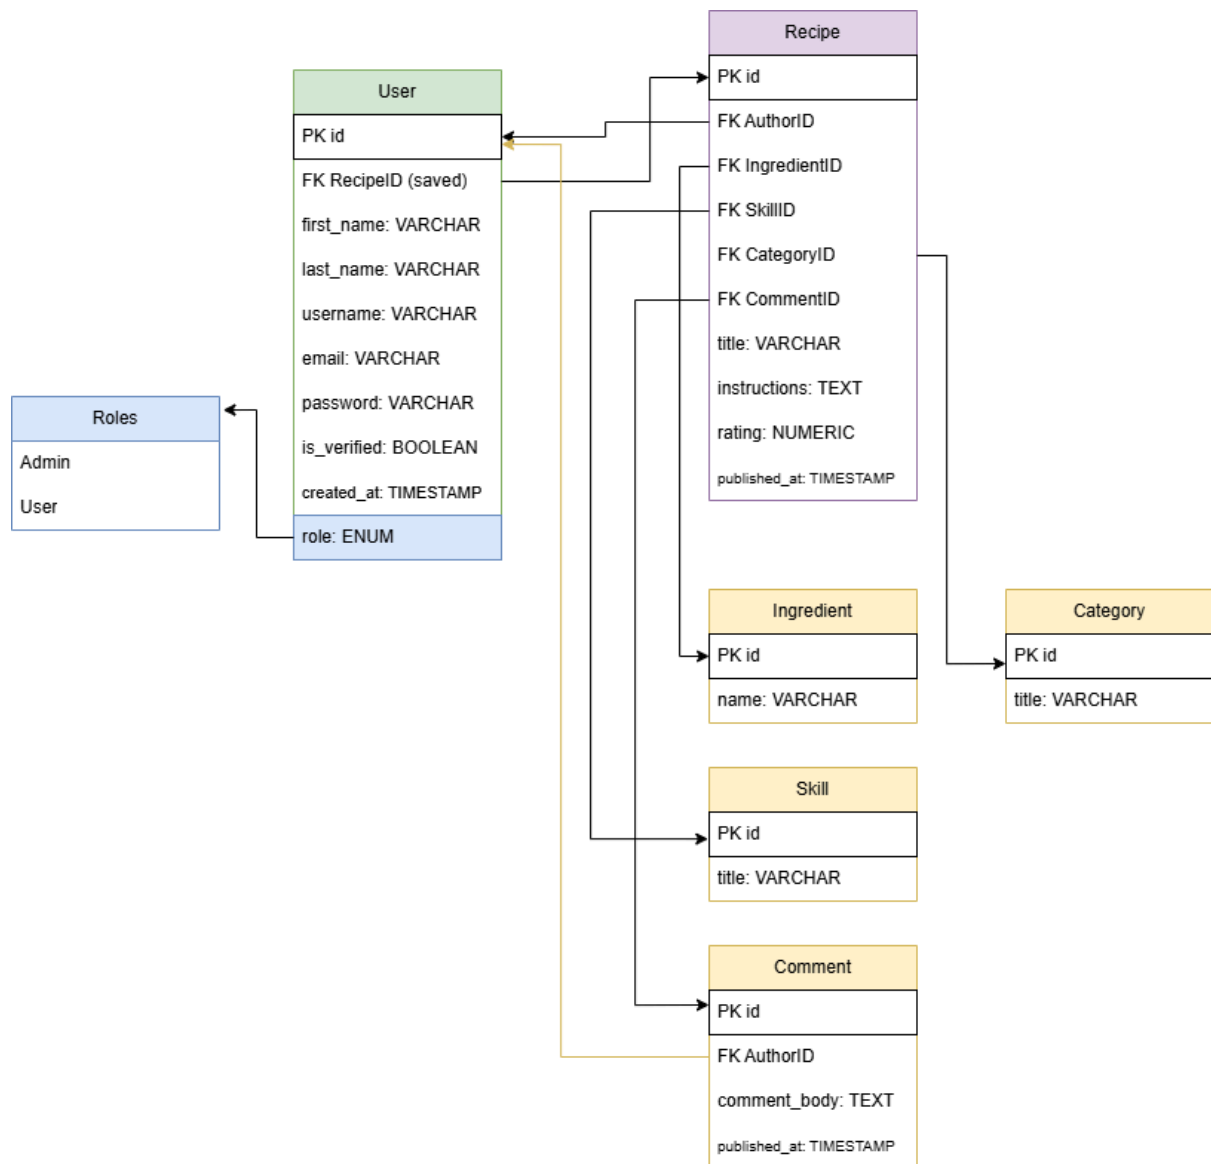 User
PK id
FK RecipeID (saved)
first_name: VARCHAR
last_name: VARCHAR
username: VARCHAR
email: VARCHAR
password: VARCHAR
is_verified: BOOLEAN
created_at: TIMESTAMP
role: ENUM
Roles
Admin
User
Recipe
PK id
FK AuthorID
FK IngredientID
FK SkillID
FK CategoryID
FK CommentID
title: VARCHAR
instructions: TEXT
rating: NUMERIC
published_at: TIMESTAMP
Ingredient
PK id
name: VARCHAR
Category
PK id
title: VARCHAR
Skill
PK id
title: VARCHAR
Comment
PK id
FK AuthorID
comment_body: TEXT
published_at: TIMESTAMP